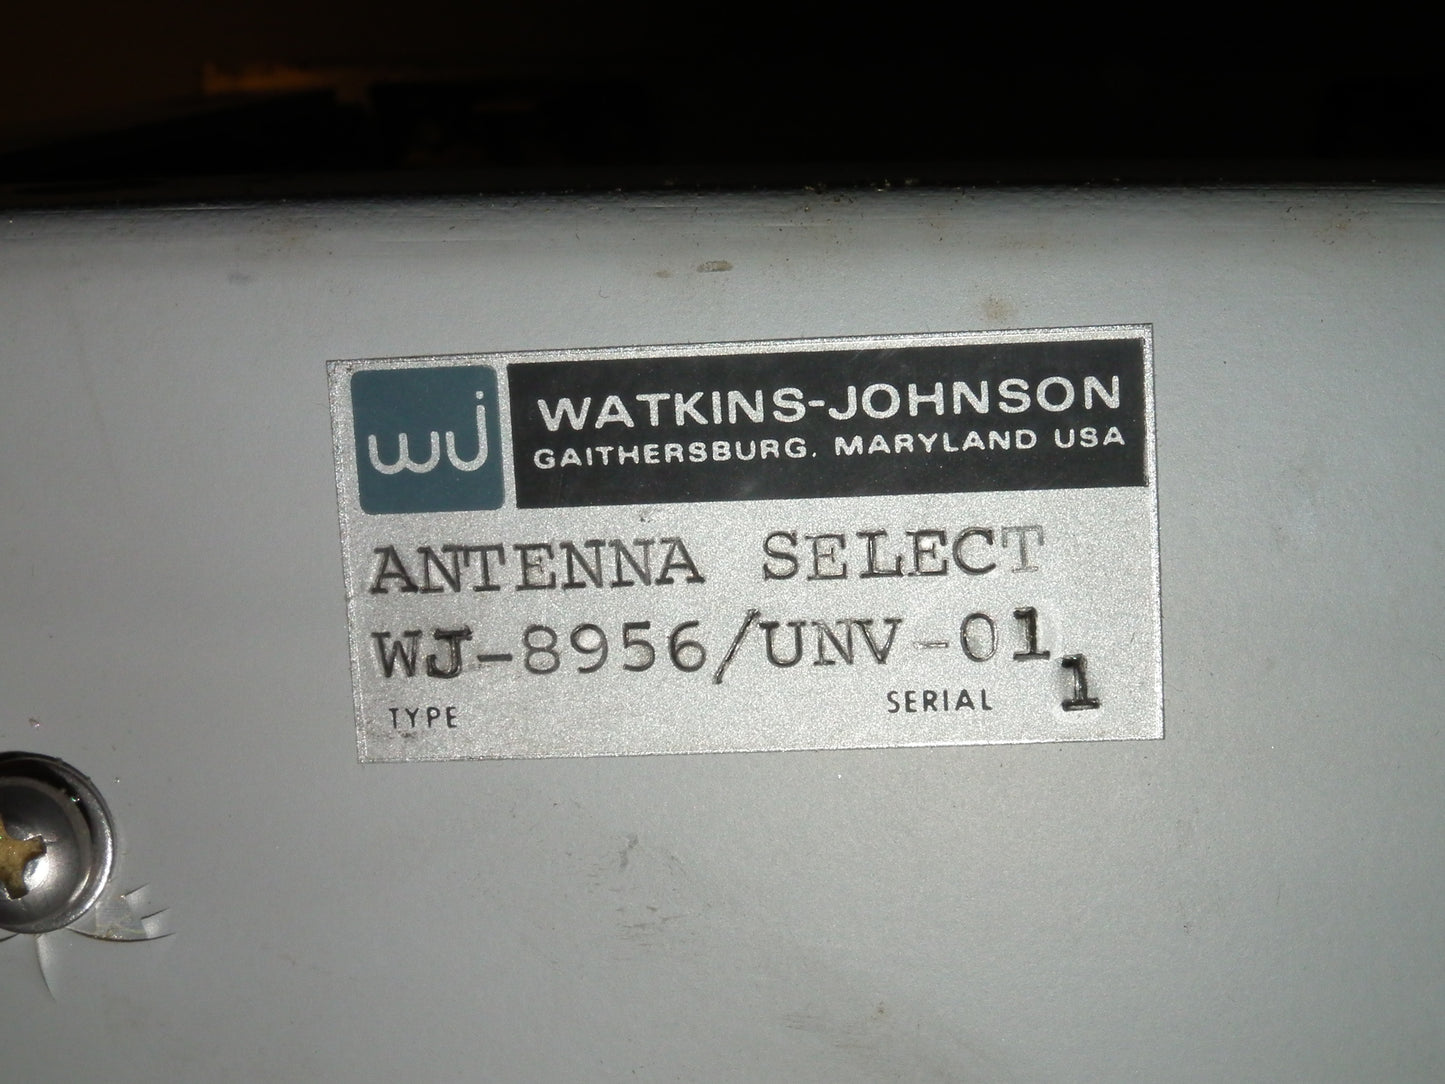 wj
WATKINS-JOHNSON
GAITHERSBURG, MARYLAND USA
ANTENNA SELECT
WJ-8956/UNV-01
TYPE SERIAL 1